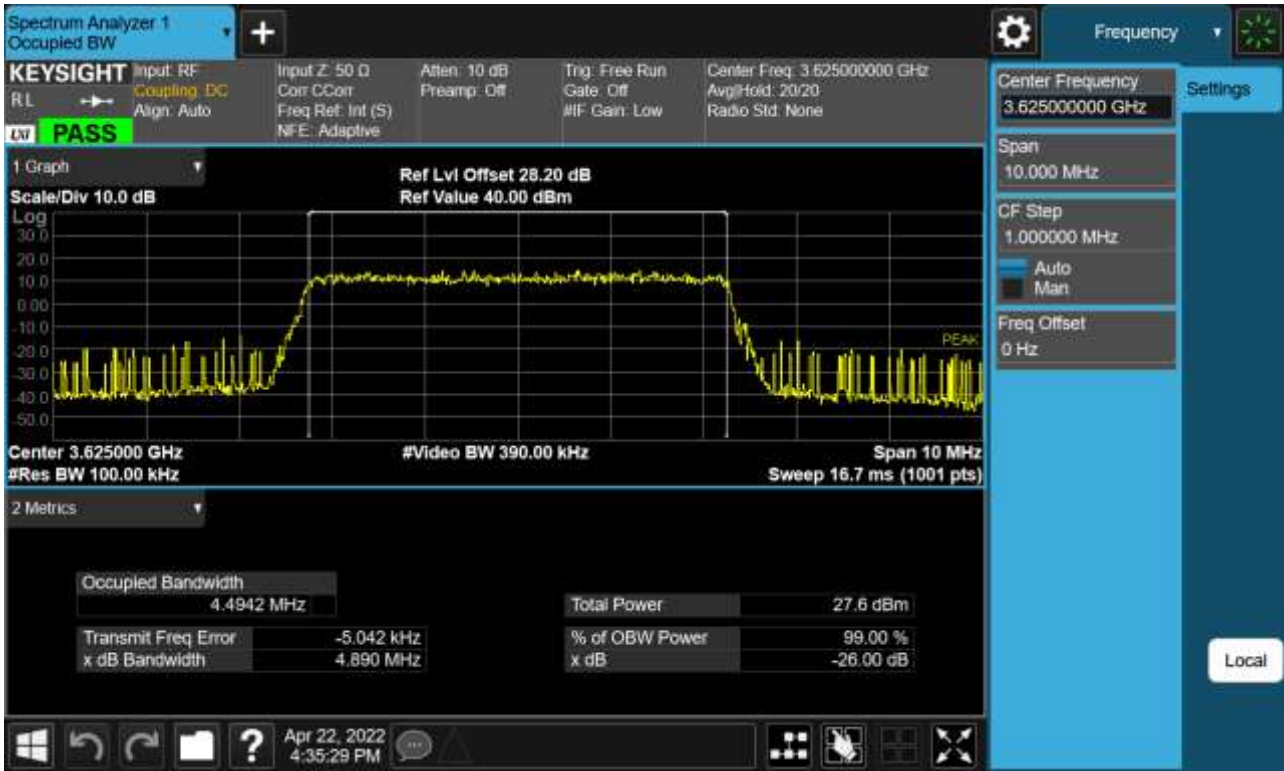 Spectrum Analyzer 1
Occupied BW
+
Frequency
KEYSIGHT
RL
LXI
PASS
Input: RF
Coupling: DC
Align: Auto
Input Z: 50 Ω
Corr CCorr
Freq Ref: Int (S)
NFE: Adaptive
Atten: 10 dB
Preamp: Off
Trig: Free Run
Gate: Off
#IF Gain: Low
Center Freq: 3.625000000 GHz
Avg|Hold: 20/20
Radio Std: None
Center Frequency
3.625000000 GHz
Settings
Span
10.000 MHz
CF Step
1.000000 MHz
Auto
Man
Freq Offset
0 Hz
Local
1 Graph
Scale/Div 10.0 dB
Ref Lvl Offset 28.20 dB
Ref Value 40.00 dBm
Log
30.0
20.0
10.0
0.00
-10.0
-20.0
-30.0
-40.0
-50.0
PEAK
Center 3.625000 GHz
#Video BW 390.00 kHz
Span 10 MHz
#Res BW 100.00 kHz
Sweep 16.7 ms (1001 pts)
2 Metrics
Occupied Bandwidth
4.4942 MHz
Total Power 27.6 dBm
Transmit Freq Error -5.042 kHz
% of OBW Power 99.00 %
x dB Bandwidth 4.890 MHz
x dB -26.00 dB
?
Apr 22, 2022
4:35:29 PM